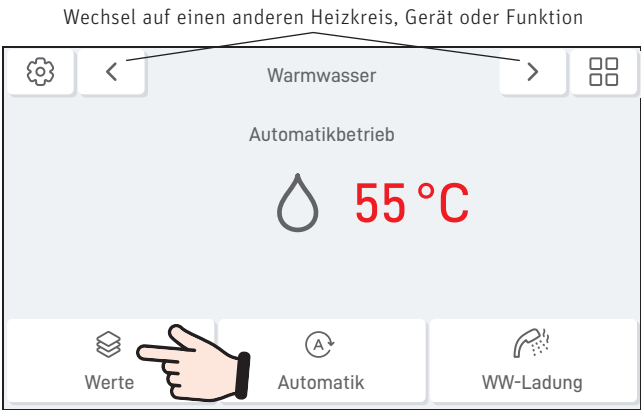 Wechsel auf einen anderen Heizkreis, Gerät oder Funktion
Warmwasser
Automatikbetrieb
55 °C
A
Werte
Automatik
WW-Ladung